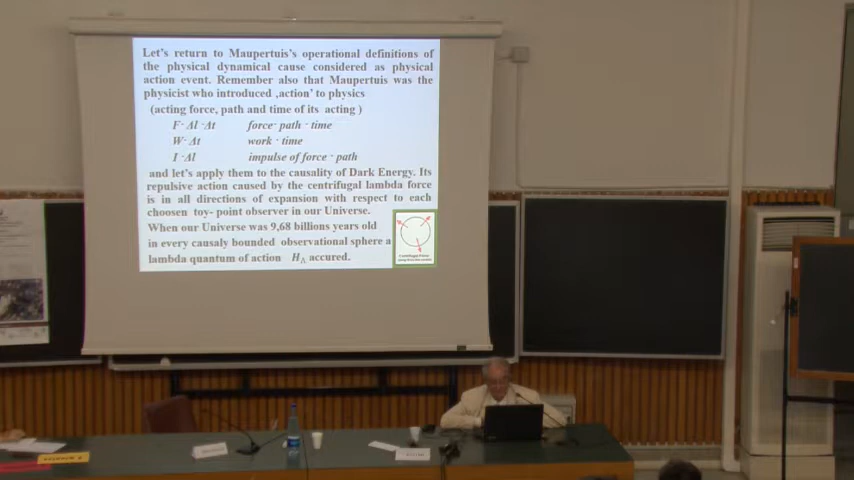 Let's return to Maupertuis's operational definitions of
the physical dynamical cause considered as physical
action event. Remember also that Maupertuis was the
physicist who introduced ‚action' to physics
(acting force, path and time of its acting )
F· Δl ·Δt force· path · time
W· Δt work · time
I ·Δl impulse of force · path
and let's apply them to the causality of Dark Energy. Its
repulsive action caused by the centrifugal lambda force
is in all directions of expansion with respect to each
choosen toy- point observer in our Universe.
When our Universe was 9,68 billions years old
in every causaly bounded observational sphere a
lambda quantum of action H_Λ accured.